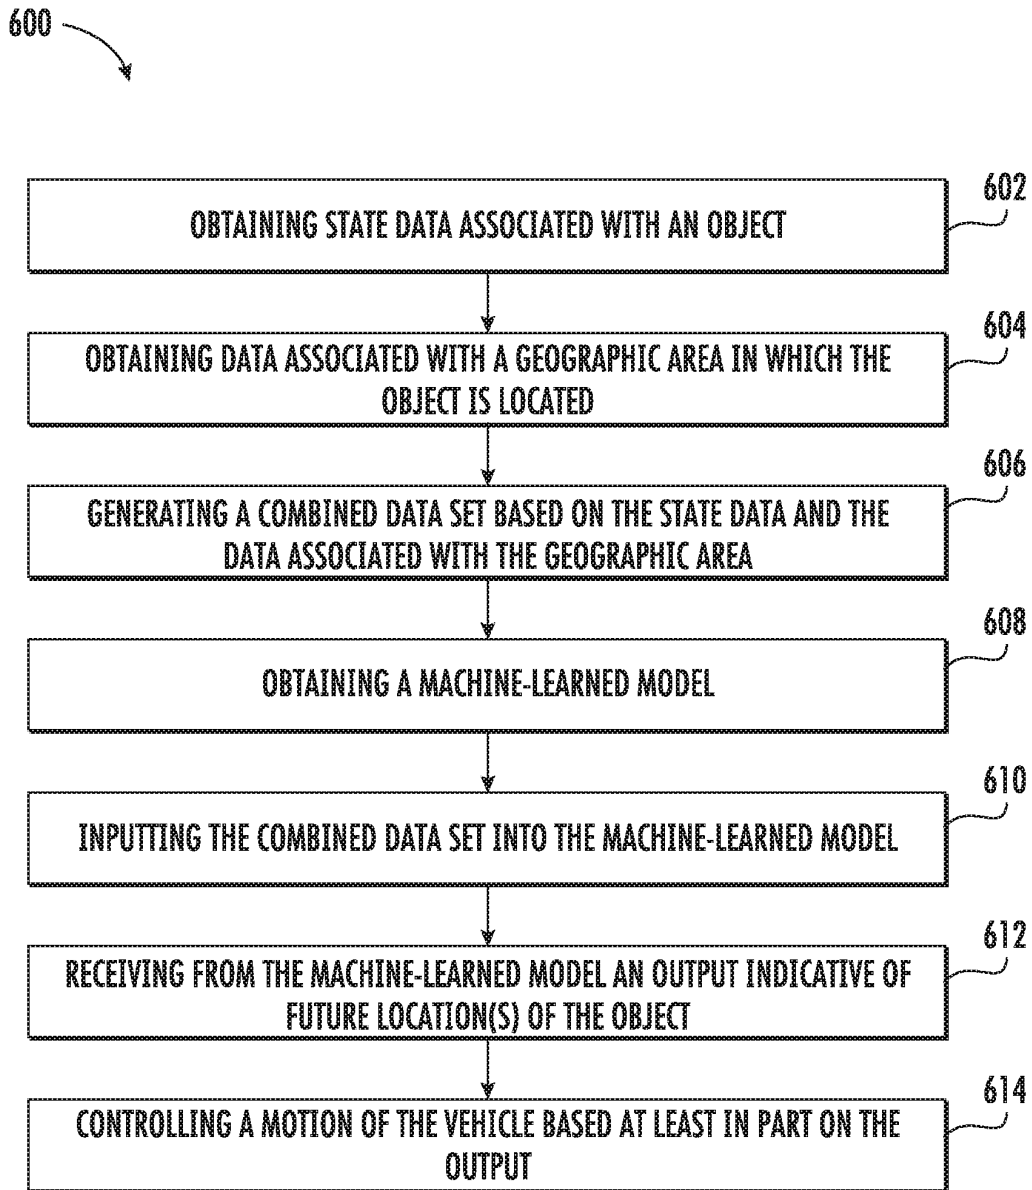 600
602
OBTAINING STATE DATA ASSOCIATED WITH AN OBJECT
604
OBTAINING DATA ASSOCIATED WITH A GEOGRAPHIC AREA IN WHICH THE
OBJECT IS LOCATED
606
GENERATING A COMBINED DATA SET BASED ON THE STATE DATA AND THE
DATA ASSOCIATED WITH THE GEOGRAPHIC AREA
608
OBTAINING A MACHINE-LEARNED MODEL
610
INPUTTING THE COMBINED DATA SET INTO THE MACHINE-LEARNED MODEL
612
RECEIVING FROM THE MACHINE-LEARNED MODEL AN OUTPUT INDICATIVE OF
FUTURE LOCATION(S) OF THE OBJECT
614
CONTROLLING A MOTION OF THE VEHICLE BASED AT LEAST IN PART ON THE
OUTPUT